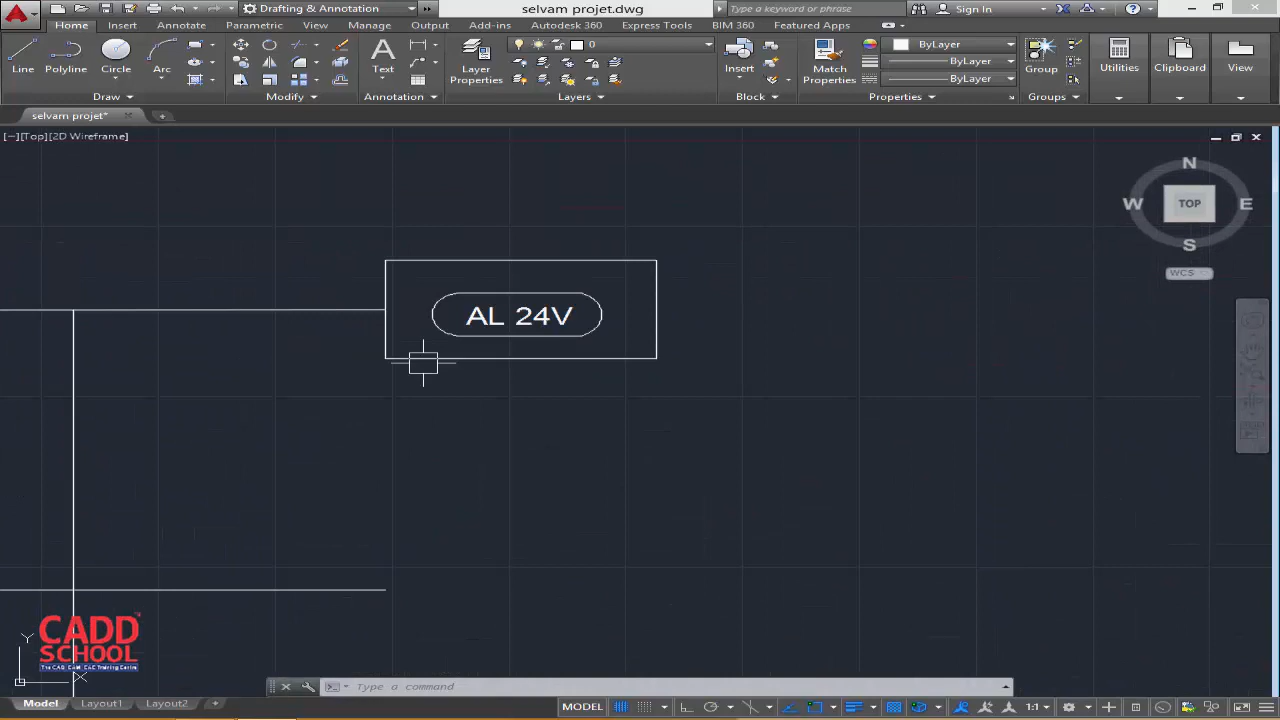 Drafting & Annotation
selvam projet.dwg
Type a keyword or phrase
Sign In
Home Insert Annotate Parametric View Manage Output Add-ins Autodesk 360 Express Tools BIM 360 Featured Apps
0
ByLayer
ByLayer
ByLayer
Line Polyline Circle Arc Text Layer Properties Insert Match Properties Group Utilities Clipboard View
Draw Modify Annotation Layers Block Properties Groups
selvam projet*
[−][Top][2D Wireframe]
N
W TOP E
S
WCS
AL 24V
CADD
SCHOOL
Y
X
Type a command
Model Layout1 Layout2
MODEL 1:1